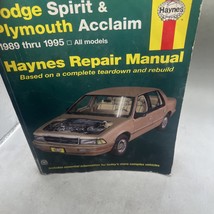 odge Spirit &
Plymouth Acclaim
1989 thru 1995 □ All models
Haynes
Haynes Repair Manual
Based on a complete teardown and rebuild